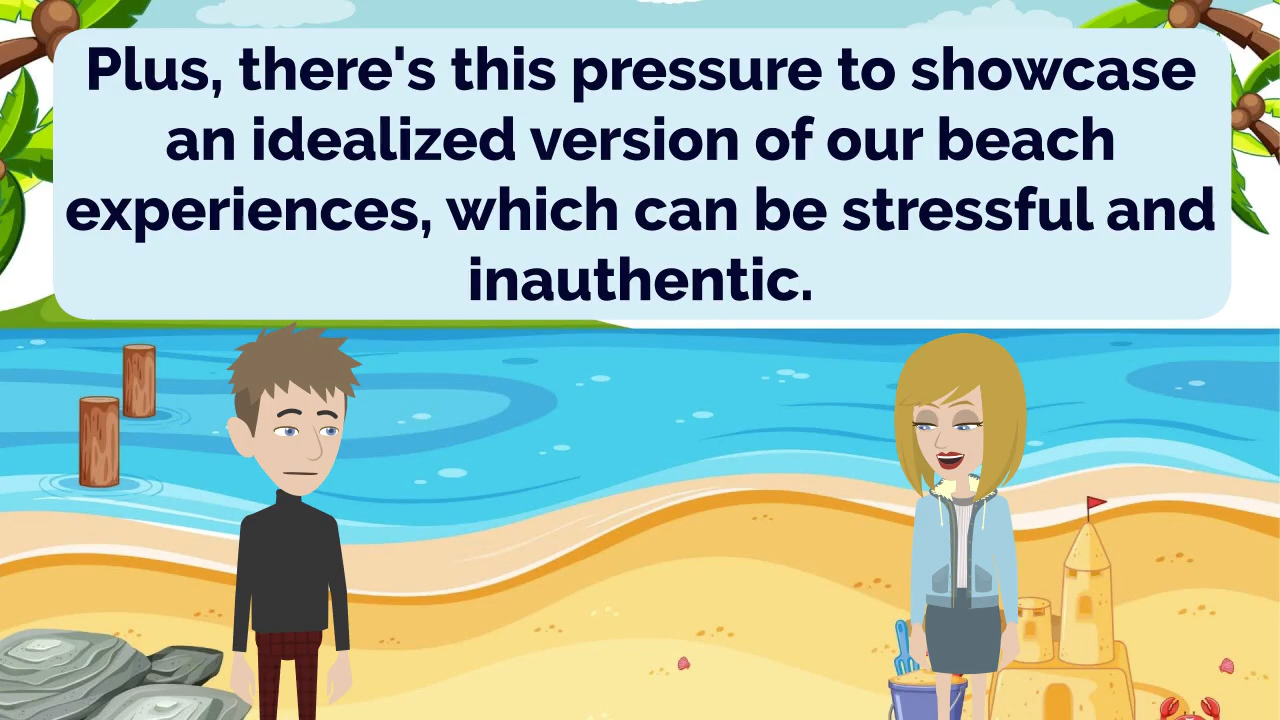 Plus, there's this pressure to showcase
an idealized version of our beach
experiences, which can be stressful and
inauthentic.